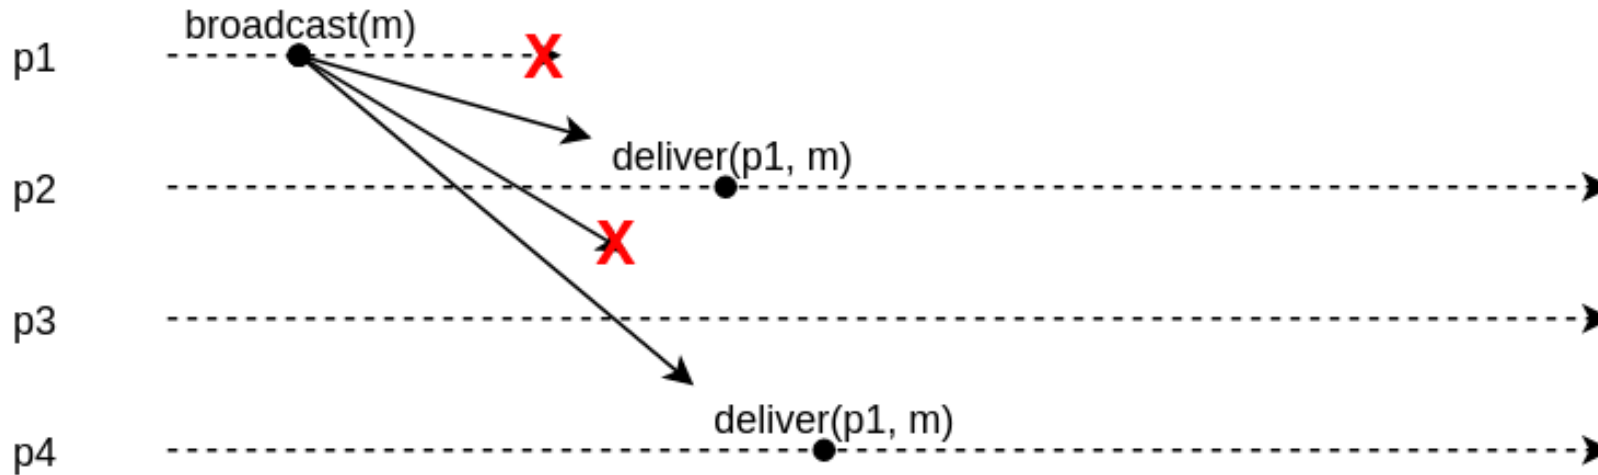 broadcast(m)
p1
X
deliver(p1, m)
p2
X
p3
deliver(p1, m)
p4